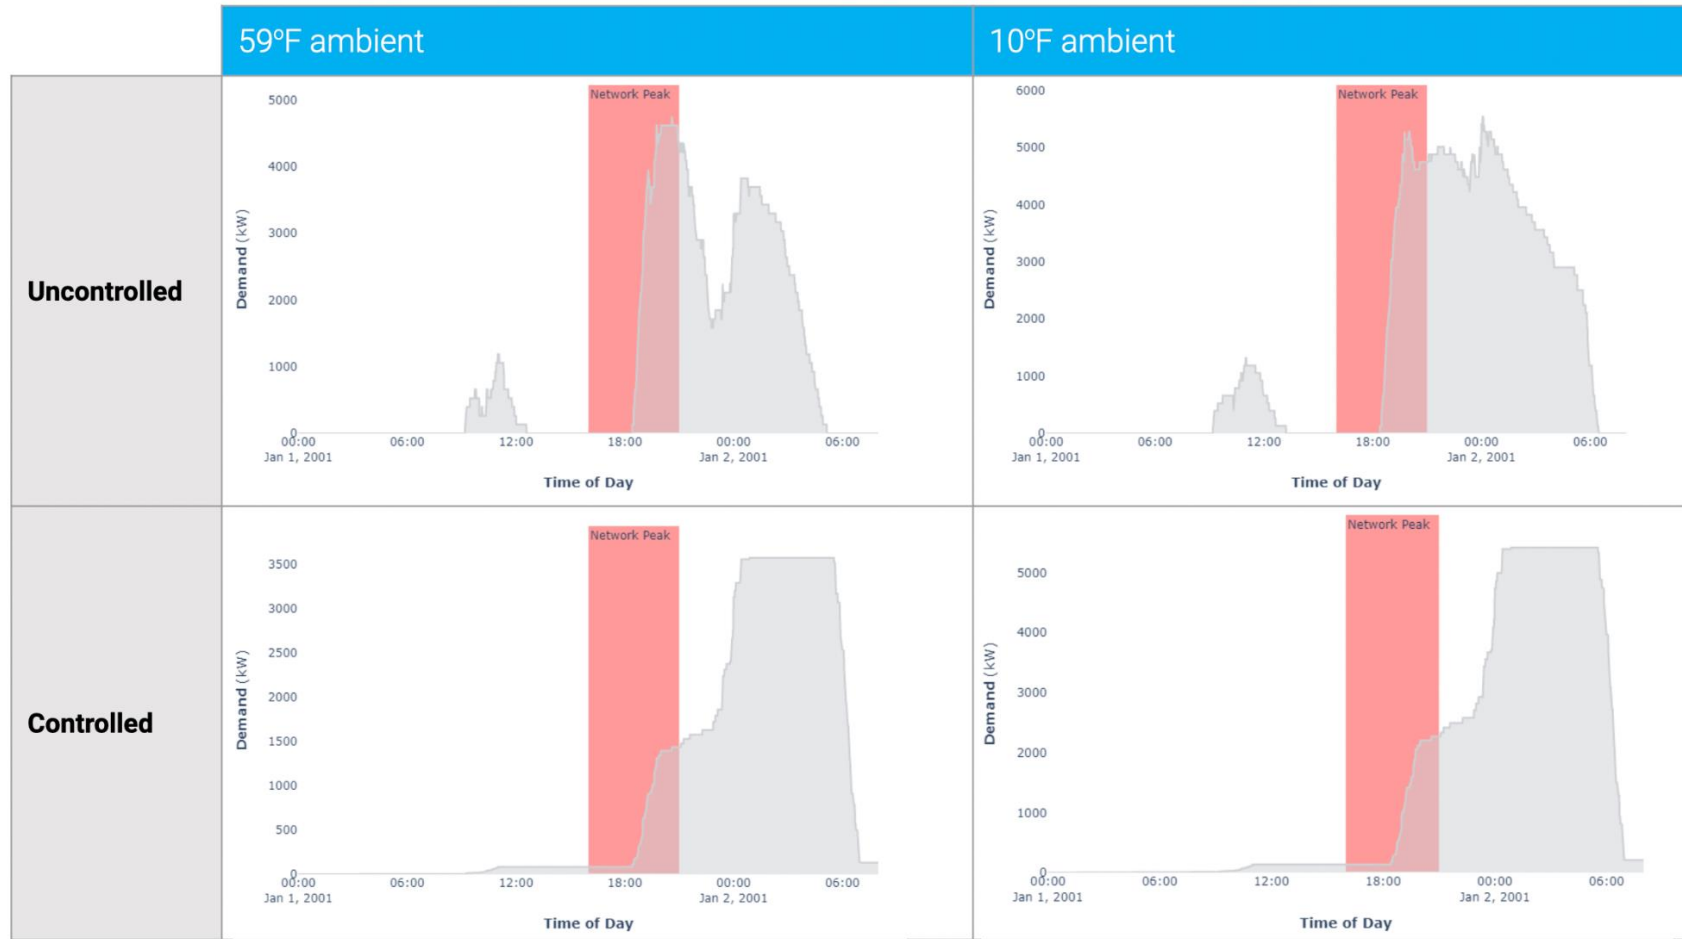 59ºF ambient
10ºF ambient
Uncontrolled
Network Peak
5000
4000
3000
2000
1000
0
Demand (kW)
00:00 06:00 12:00 18:00 00:00 06:00
Jan 1, 2001 Jan 2, 2001
Time of Day
Network Peak
6000
5000
4000
3000
2000
1000
0
Demand (kW)
00:00 06:00 12:00 18:00 00:00 06:00
Jan 1, 2001 Jan 2, 2001
Time of Day
Controlled
Network Peak
3500
3000
2500
2000
1500
1000
500
0
Demand (kW)
00:00 06:00 12:00 18:00 00:00 06:00
Jan 1, 2001 Jan 2, 2001
Time of Day
Network Peak
5000
4000
3000
2000
1000
0
Demand (kW)
00:00 06:00 12:00 18:00 00:00 06:00
Jan 1, 2001 Jan 2, 2001
Time of Day